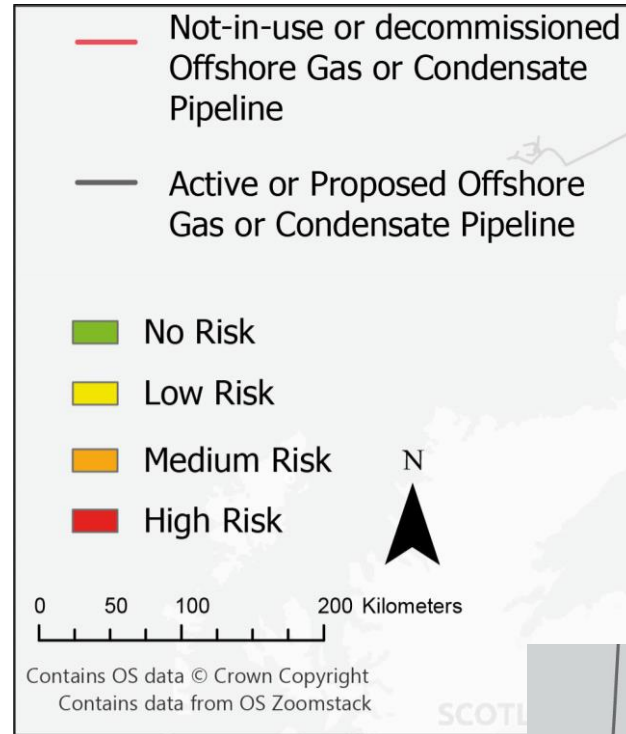 Not-in-use or decommissioned
Offshore Gas or Condensate
Pipeline
Active or Proposed Offshore
Gas or Condensate Pipeline
No Risk
Low Risk
Medium Risk
N
High Risk
0 50 100 200 Kilometers
Contains OS data © Crown Copyright
Contains data from OS Zoomstack
SCOTL